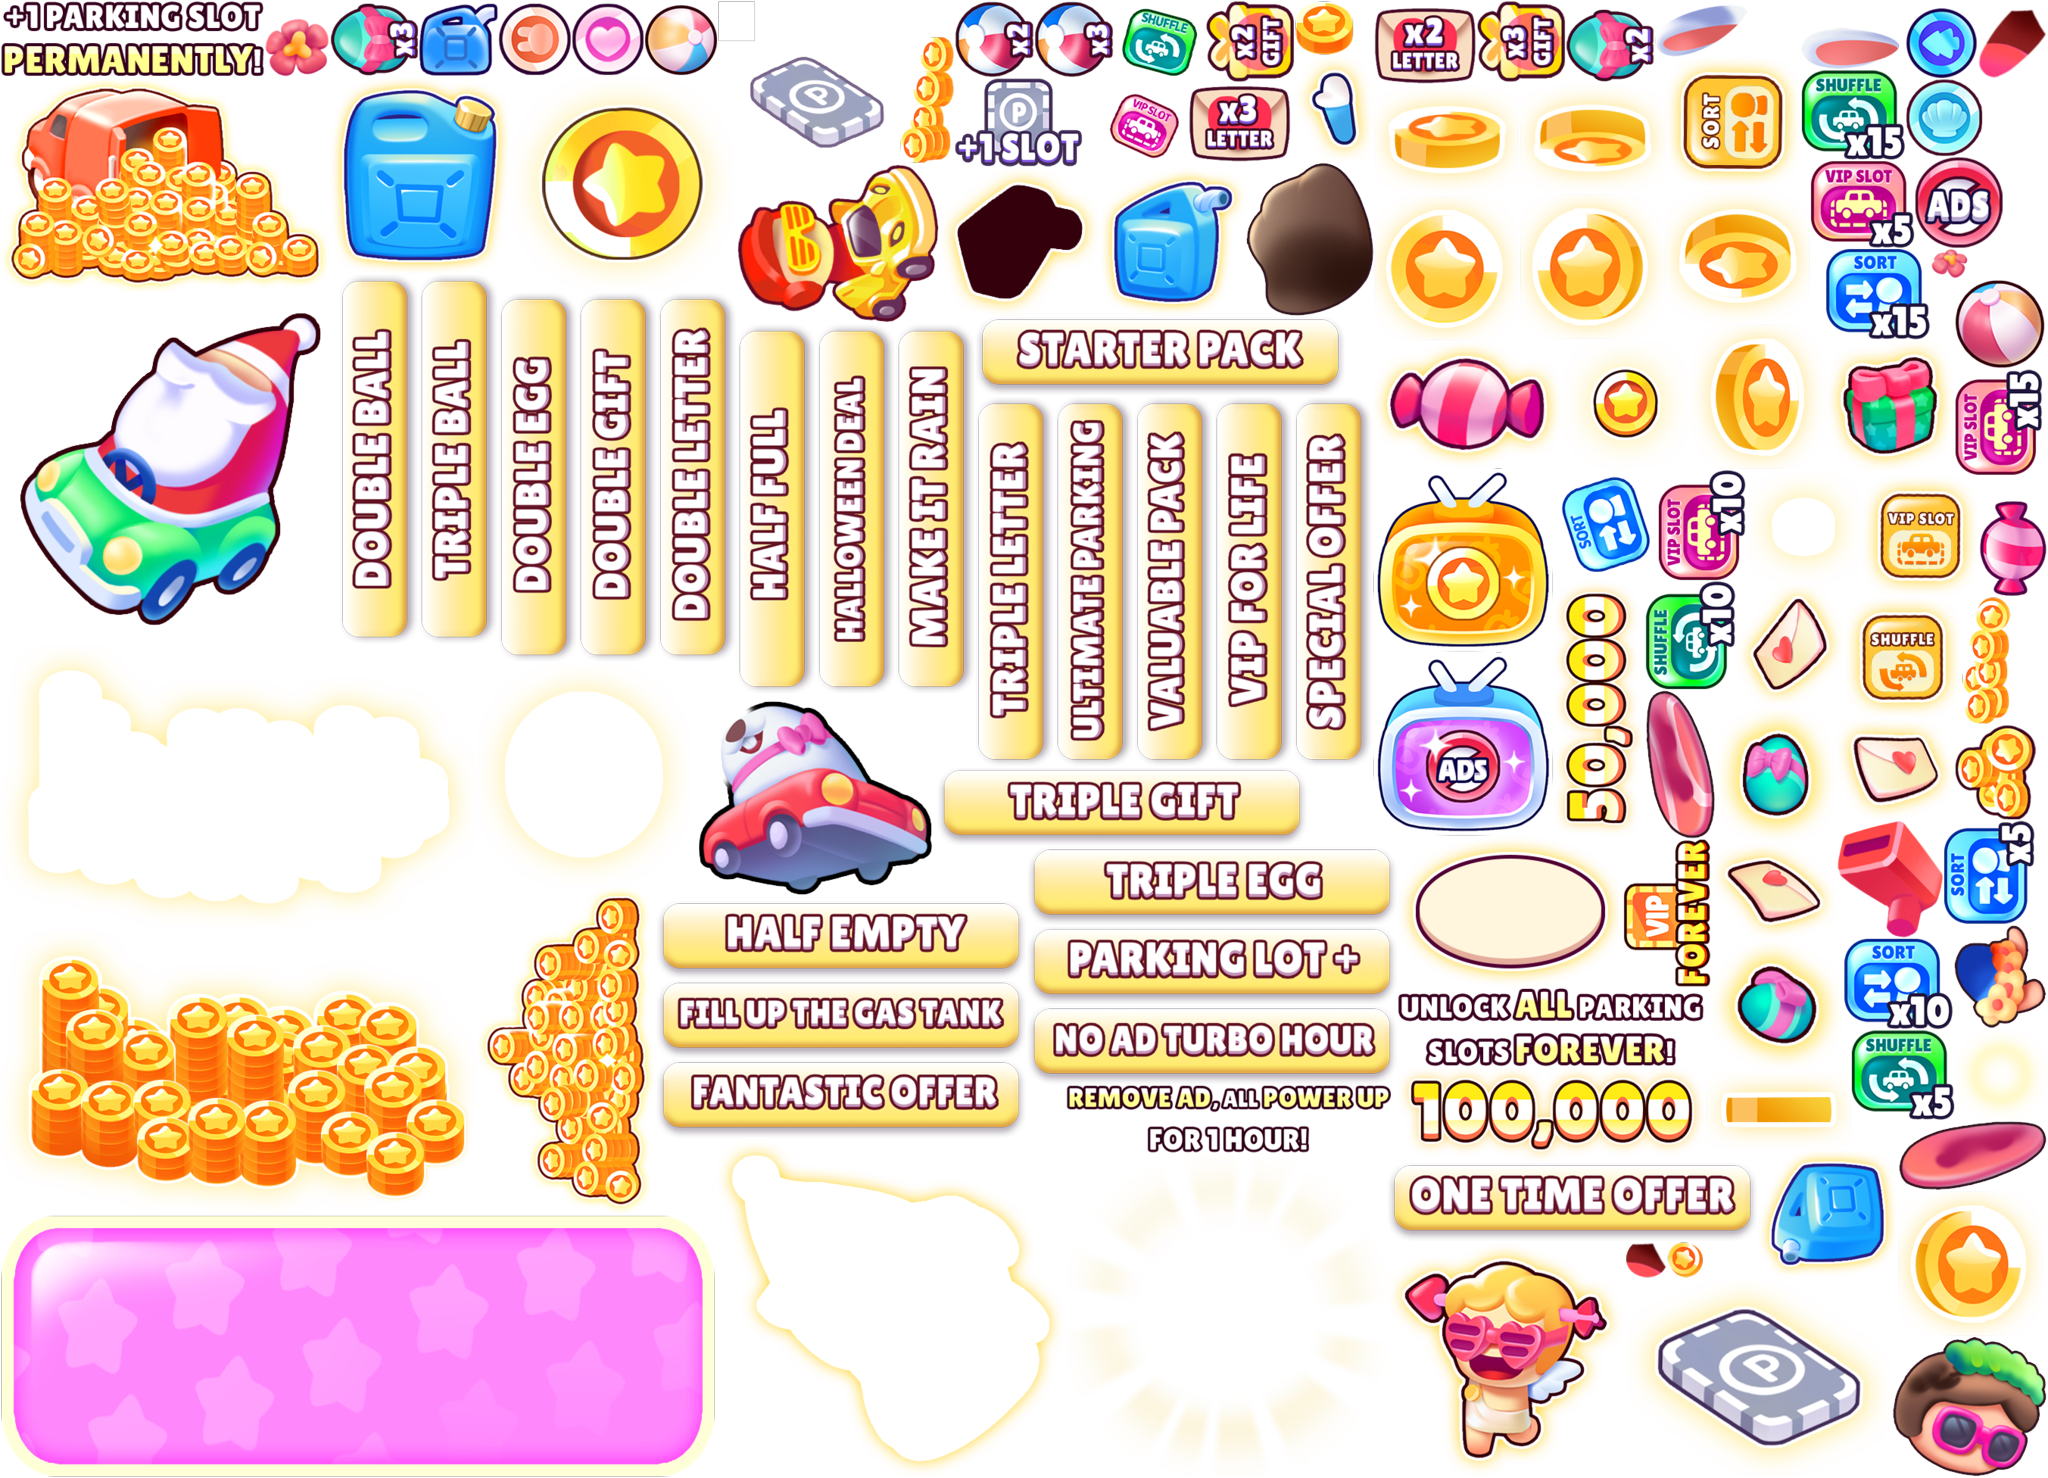 +1 PARKING SLOT
PERMANENTLY!
x3
x2
x3
SHUFFLE
x2
GIFT
x2
LETTER
x3
GIFT
x2
P
P
+1 SLOT
VIP SLOT
x3
LETTER
SORT
SHUFFLE
x15
VIP SLOT
x5
ADS
SORT
x15
DOUBLE BALL
TRIPLE BALL
DOUBLE EGG
DOUBLE GIFT
DOUBLE LETTER
HALF FULL
HALLOWEEN DEAL
MAKE IT RAIN
STARTER PACK
TRIPLE LETTER
ULTIMATE PARKING
VALUABLE PACK
VIP FOR LIFE
SPECIAL OFFER
VIP SLOT
x15
SORT
VIP SLOT
x10
VIP SLOT
SHUFFLE
x10
SHUFFLE
50,000
ADS
TRIPLE GIFT
TRIPLE EGG
VIP
FOREVER
SORT
x5
HALF EMPTY
PARKING LOT +
SORT
x10
FILL UP THE GAS TANK
NO AD TURBO HOUR
UNLOCK ALL PARKING
SLOTS FOREVER!
SHUFFLE
x5
FANTASTIC OFFER
REMOVE AD, ALL POWER UP
FOR 1 HOUR!
100,000
ONE TIME OFFER
P